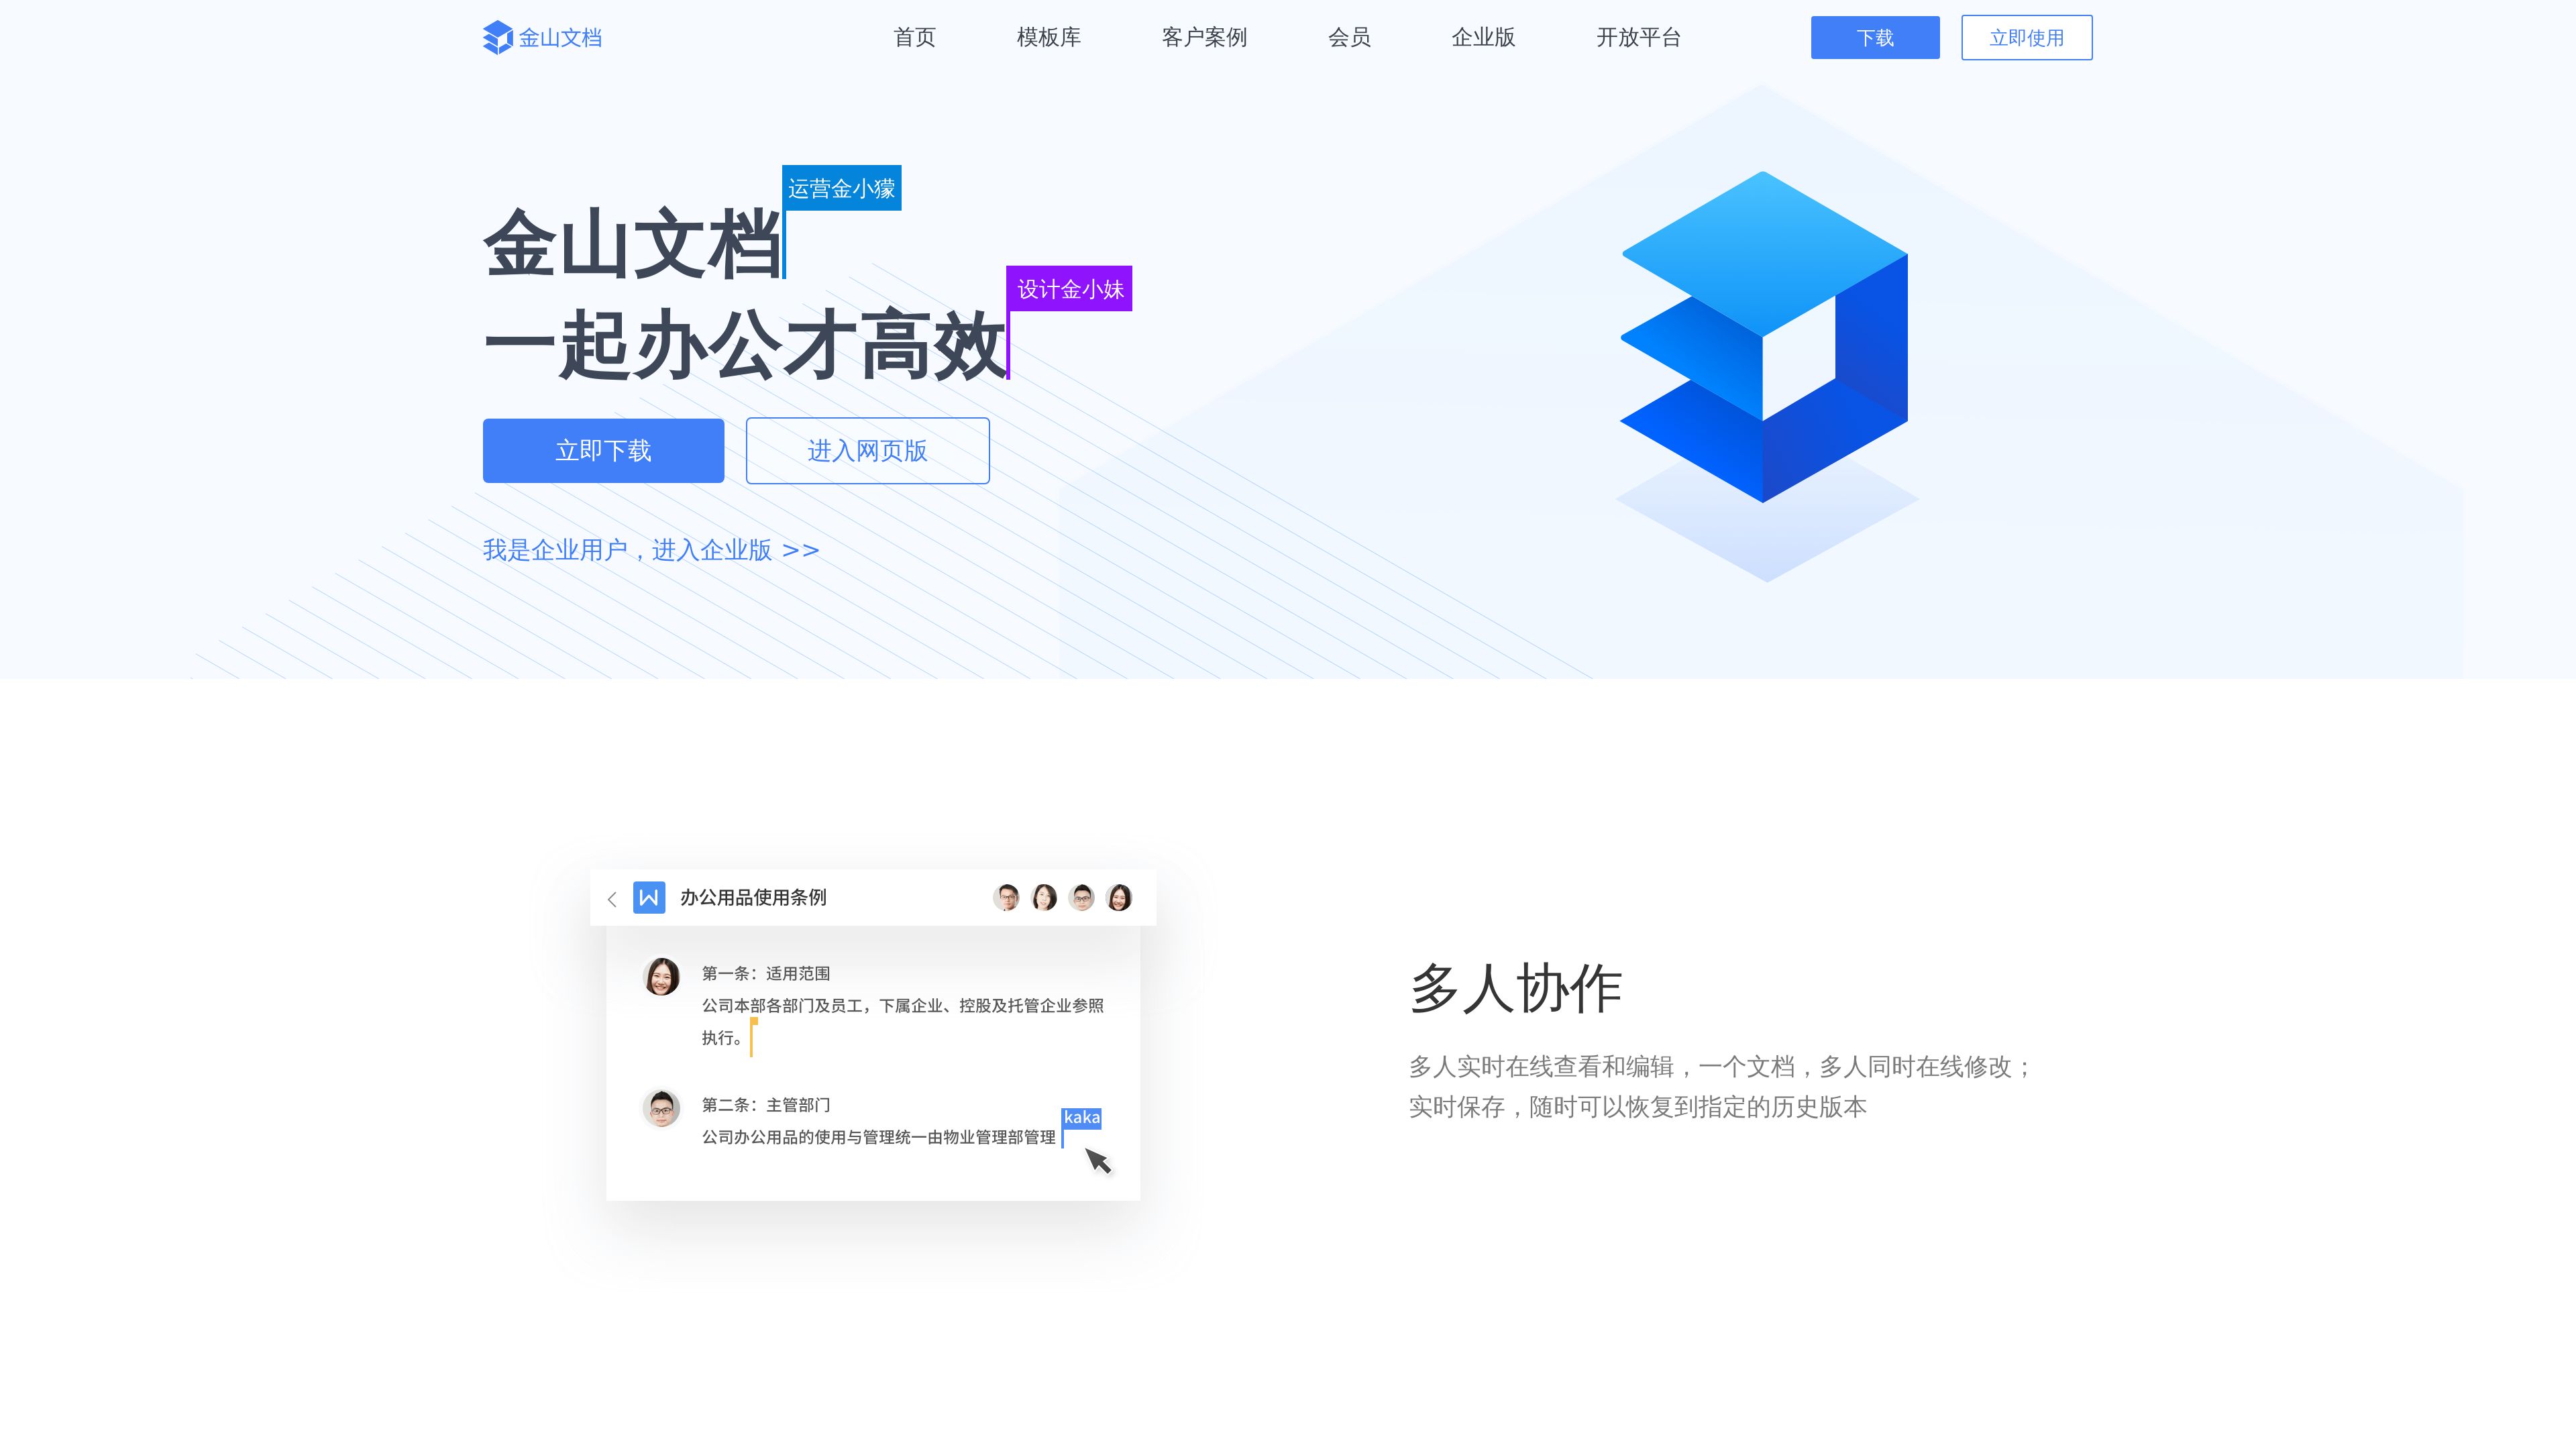 金山文档
首页
模板库
客户案例
会员
企业版
开放平台
下载
立即使用
运营金小獴
金山文档
设计金小妹
一起办公才高效
立即下载
进入网页版
我是企业用户，进入企业版 >>
办公用品使用条例
第一条：适用范围
公司本部各部门及员工，下属企业、控股及托管企业参照
执行。
第二条：主管部门
kaka
公司办公用品的使用与管理统一由物业管理部管理
多人协作
多人实时在线查看和编辑，一个文档，多人同时在线修改；
实时保存，随时可以恢复到指定的历史版本